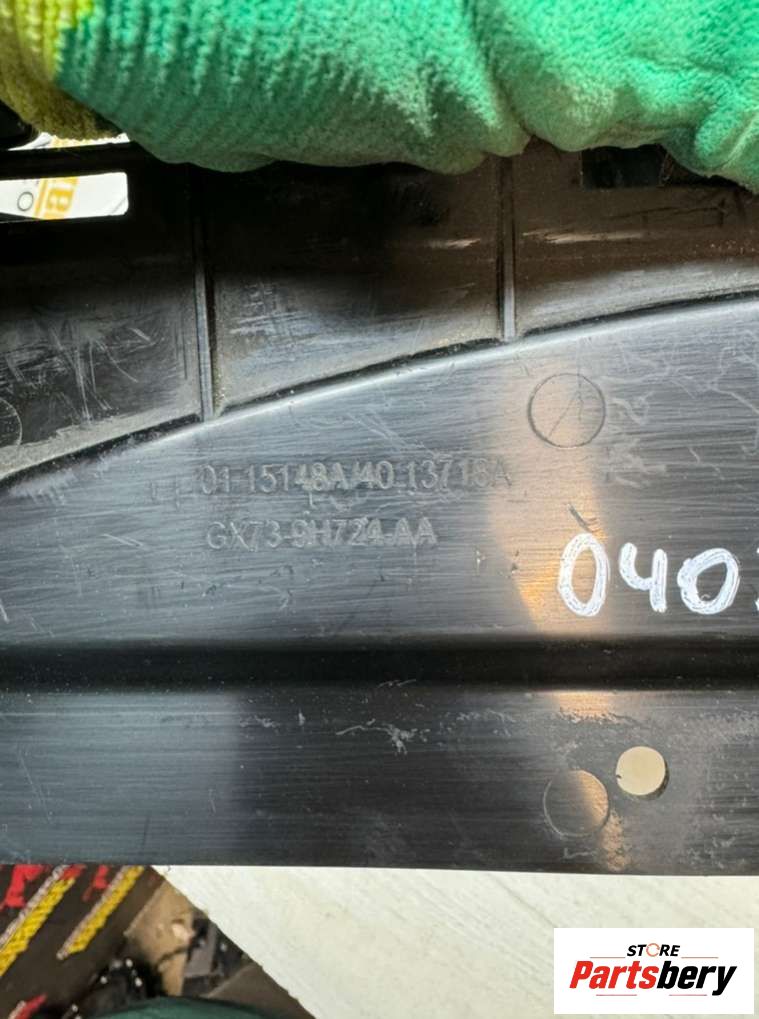 01-15148A/40 13718A
GX73-9H724-AA
040
STORE
Partsbery